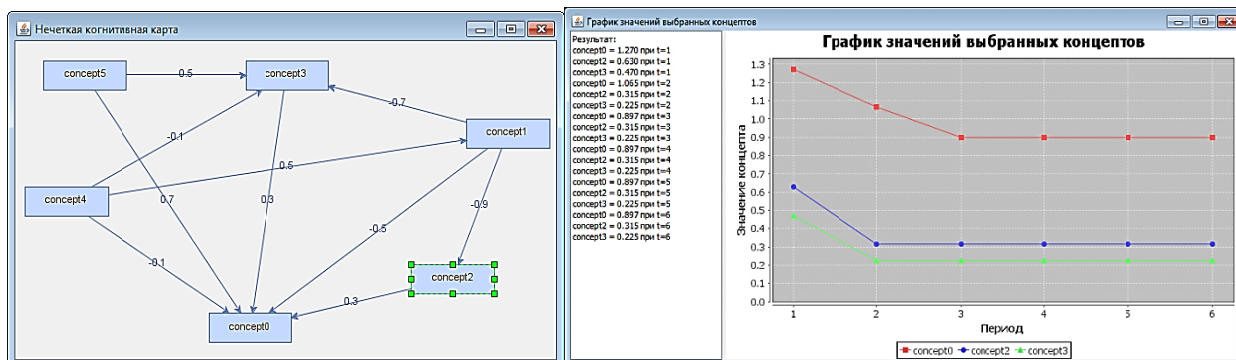 Нечеткая когнитивная карта
concept5
0.5
concept3
-0.7
concept1
-0.1
0.5
concept4
0.7
0.3
-0.9
-0.5
-0.1
concept2
0.3
concept0
График значений выбранных концептов
Результат:
concept0 = 1.270 при t=1
concept2 = 0.630 при t=1
concept3 = 0.470 при t=1
concept0 = 1.065 при t=2
concept2 = 0.315 при t=2
concept3 = 0.225 при t=2
concept0 = 0.897 при t=3
concept2 = 0.315 при t=3
concept3 = 0.225 при t=3
concept0 = 0.897 при t=4
concept2 = 0.315 при t=4
concept3 = 0.225 при t=4
concept0 = 0.897 при t=5
concept2 = 0.315 при t=5
concept3 = 0.225 при t=5
concept0 = 0.897 при t=6
concept2 = 0.315 при t=6
concept3 = 0.225 при t=6
График значений выбранных концептов
Значение концепта
1.3
1.2
1.1
1.0
0.9
0.8
0.7
0.6
0.5
0.4
0.3
0.2
0.1
0.0
1 2 3 4 5 6
Период
concept0 concept2 concept3